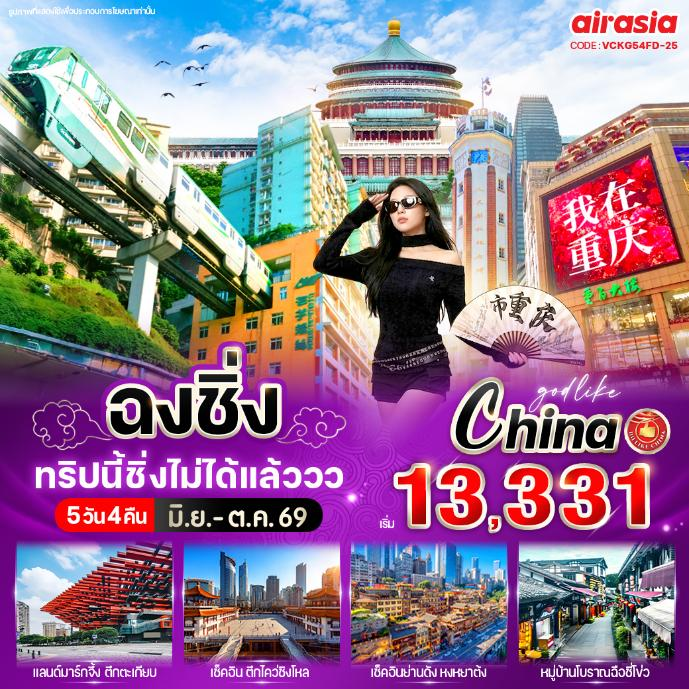 รูปภาพที่แสดงใช้เพื่อประกอบการโฆษณาเท่านั้น
airasia
CODE : VCKG54FD-25
我在
重庆
市重庆
ฉงชิ่ง
godlike
China
GODLIKE CHINA
ทริปนี้ซิ่งไม่ได้แล้ววว
5 วัน 4 คืน
มิ.ย.- ต.ค. 69
เริ่ม
13,331
แลนด์มาร์กจึ้ง ตึกตะเกียบ
เช็คอิน ตึกไคว่ซิงโหล
เช็คอินย่านดัง หงหยาต้ง
หมู่บ้านโบราณฉือชี่โข่ว